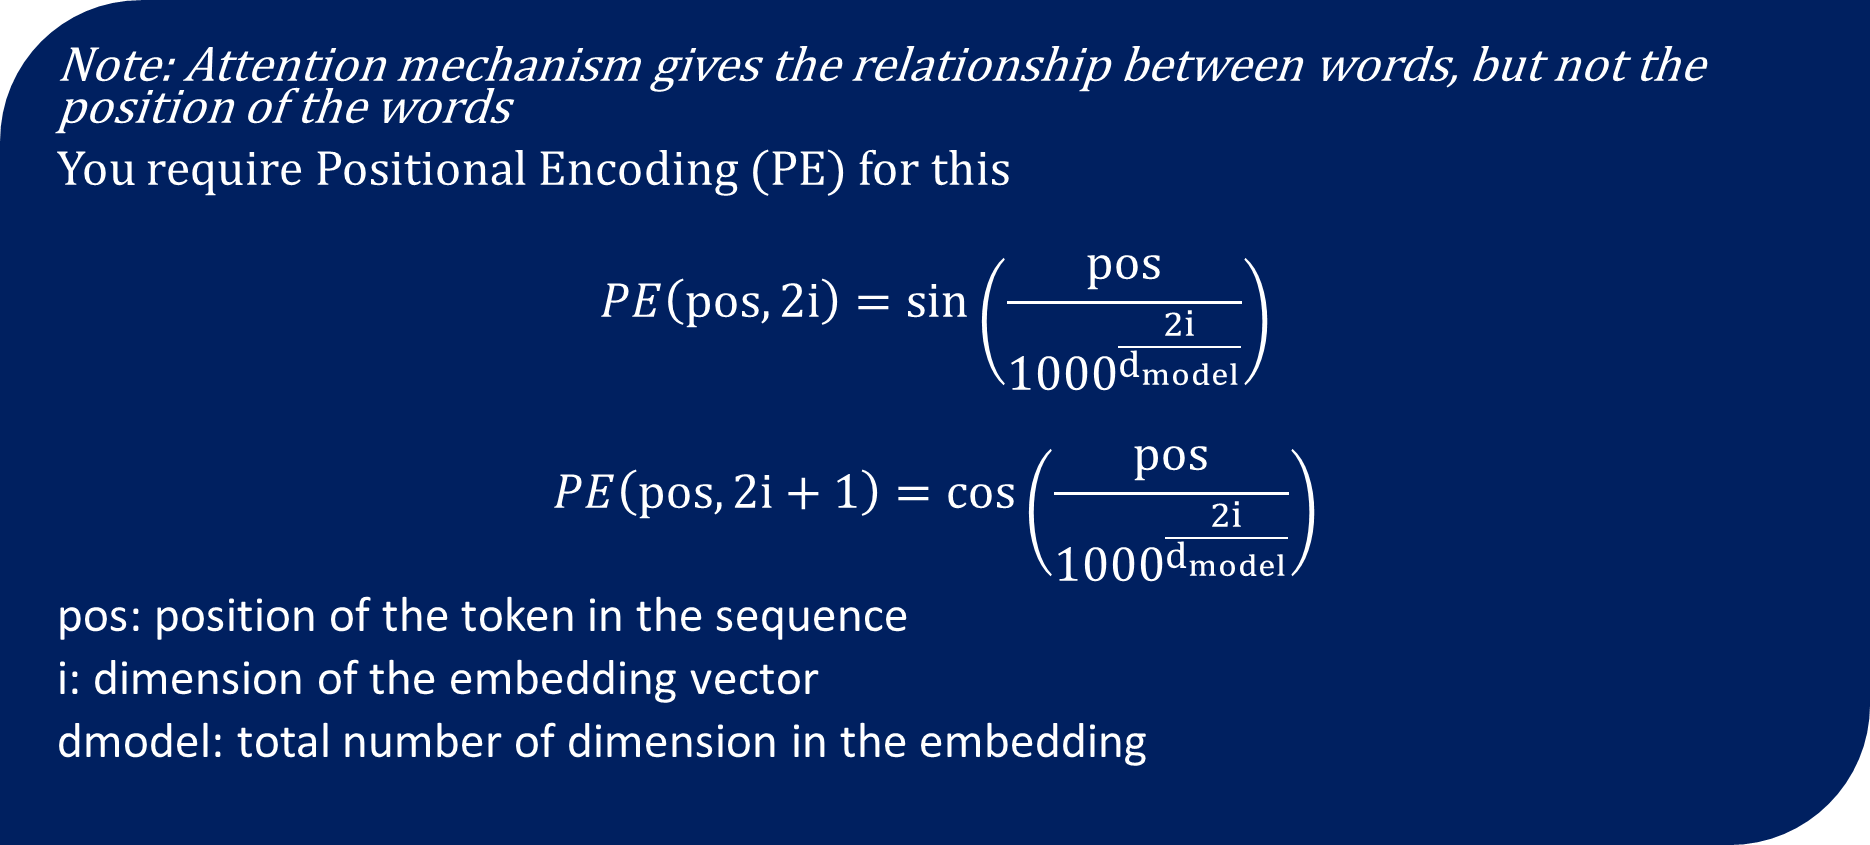 Note: Attention mechanism gives the relationship between words, but not the
position of the words
You require Positional Encoding (PE) for this
PE(pos, 2i) = sin(pos / 1000^(2i / d_model))
PE(pos, 2i + 1) = cos(pos / 1000^(2i / d_model))
pos: position of the token in the sequence
i: dimension of the embedding vector
dmodel: total number of dimension in the embedding